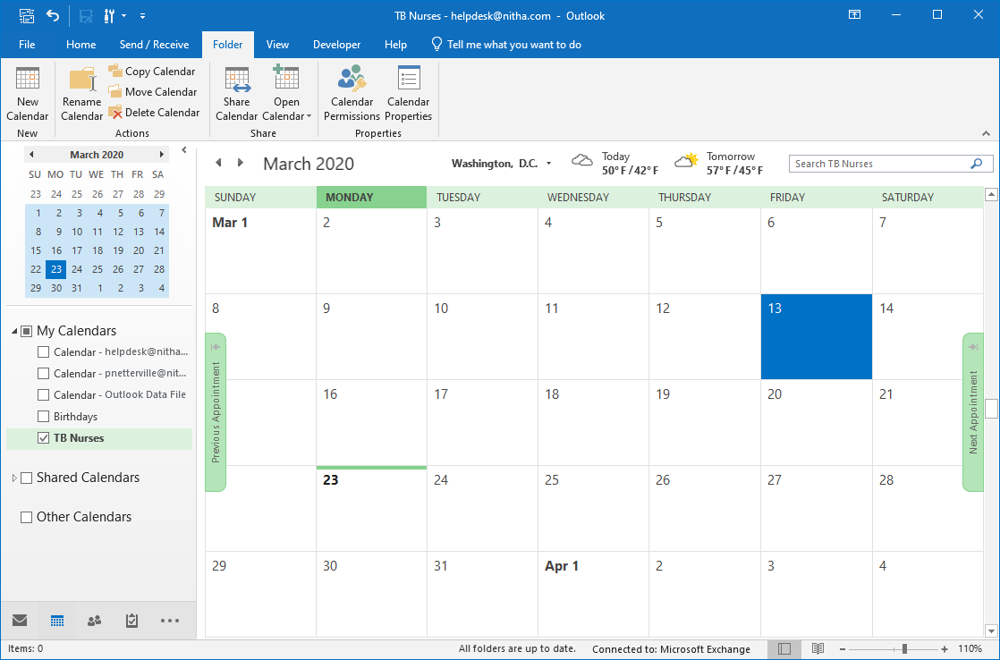 TB Nurses - helpdesk@nitha.com - Outlook
File Home Send / Receive Folder View Developer Help Tell me what you want to do
New Calendar
Rename Calendar
Copy Calendar
Move Calendar
Delete Calendar
Share Calendar
Open Calendar
Calendar Permissions
Calendar Properties
New Actions Share Properties
March 2020
SU MO TU WE TH FR SA
23 24 25 26 27 28 29
1 2 3 4 5 6 7
8 9 10 11 12 13 14
15 16 17 18 19 20 21
22 23 24 25 26 27 28
29 30 31 1 2 3 4
My Calendars
Calendar - helpdesk@nitha...
Calendar - pnetterville@nit...
Calendar - Outlook Data File
Birthdays
TB Nurses
Shared Calendars
Other Calendars
March 2020
Washington, D.C.
Today
50°F/42°F
Tomorrow
57°F/45°F
Search TB Nurses
SUNDAY MONDAY TUESDAY WEDNESDAY THURSDAY FRIDAY SATURDAY
Mar 1 2 3 4 5 6 7
8 9 10 11 12 13 14
Previous Appointment
16 17 18 19 20 21
Next Appointment
23 24 25 26 27 28
29 30 31 Apr 1 2 3 4
Items: 0
All folders are up to date.
Connected to: Microsoft Exchange
110%